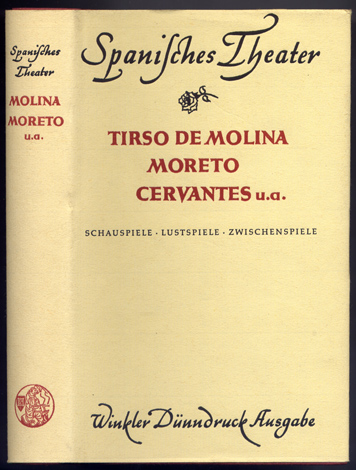 Spanisches
Theater
MOLINA
MORETO
u.a.
Spanisches Theater
TIRSO DE MOLINA
MORETO
CERVANTES u.a.
SCHAUSPIELE · LUSTSPIELE · ZWISCHENSPIELE
Winkler Dünndruck Ausgabe